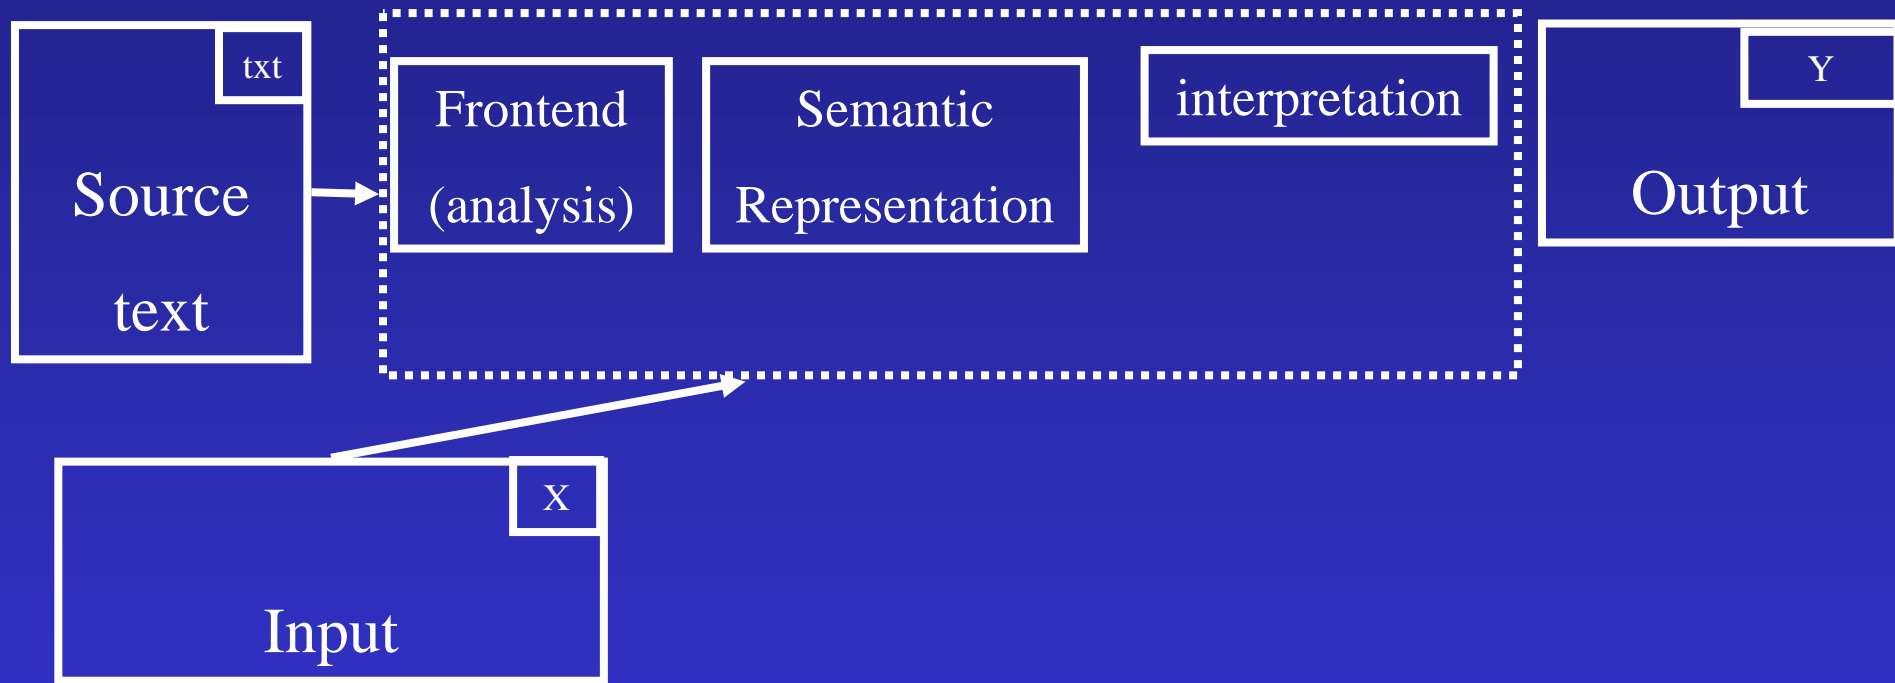 txt
Source
text
Frontend
(analysis)
Semantic
Representation
interpretation
Y
Output
X
Input